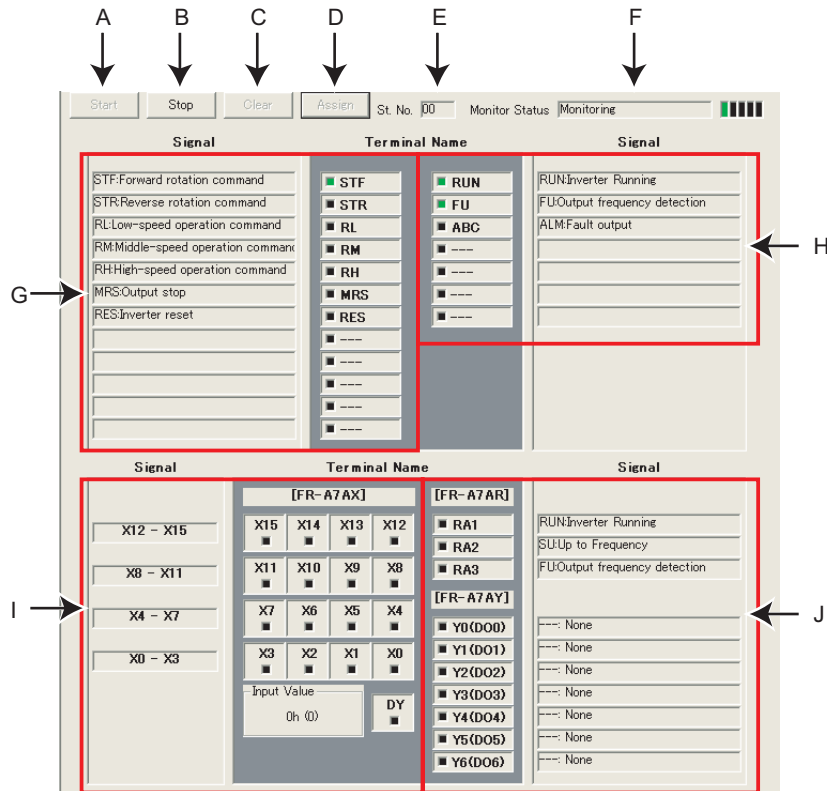 A B C D E F
Start Stop Clear Assign St. No. 00 Monitor Status Monitoring
Signal Terminal Name Signal
STF:Forward rotation command STF RUN RUN:Inverter Running
STR:Reverse rotation command STR FU FU:Output frequency detection
RL:Low-speed operation command RL ABC ALM:Fault output
RM:Middle-speed operation comman RM ---
H
RH:High-speed operation command RH ---
G
MRS:Output stop MRS ---
RES:Inverter reset RES ---
---
---
---
---
---
Signal Terminal Name Signal
[FR-A7AX] [FR-A7AR]
X12 - X15 X15 X14 X13 X12 RA1 RUN:Inverter Running
RA2 SU:Up to Frequency
X8 - X11 X11 X10 X9 X8 RA3 FU:Output frequency detection
[FR-A7AY]
I
X4 - X7 X7 X6 X5 X4 Y0(DO0) ---: None
J
X0 - X3 X3 X2 X1 X0 Y1(DO1) ---: None
Y2(DO2) ---: None
Input Value Y3(DO3) ---: None
0h (0) DY Y4(DO4) ---: None
Y5(DO5) ---: None
Y6(DO6) ---: None